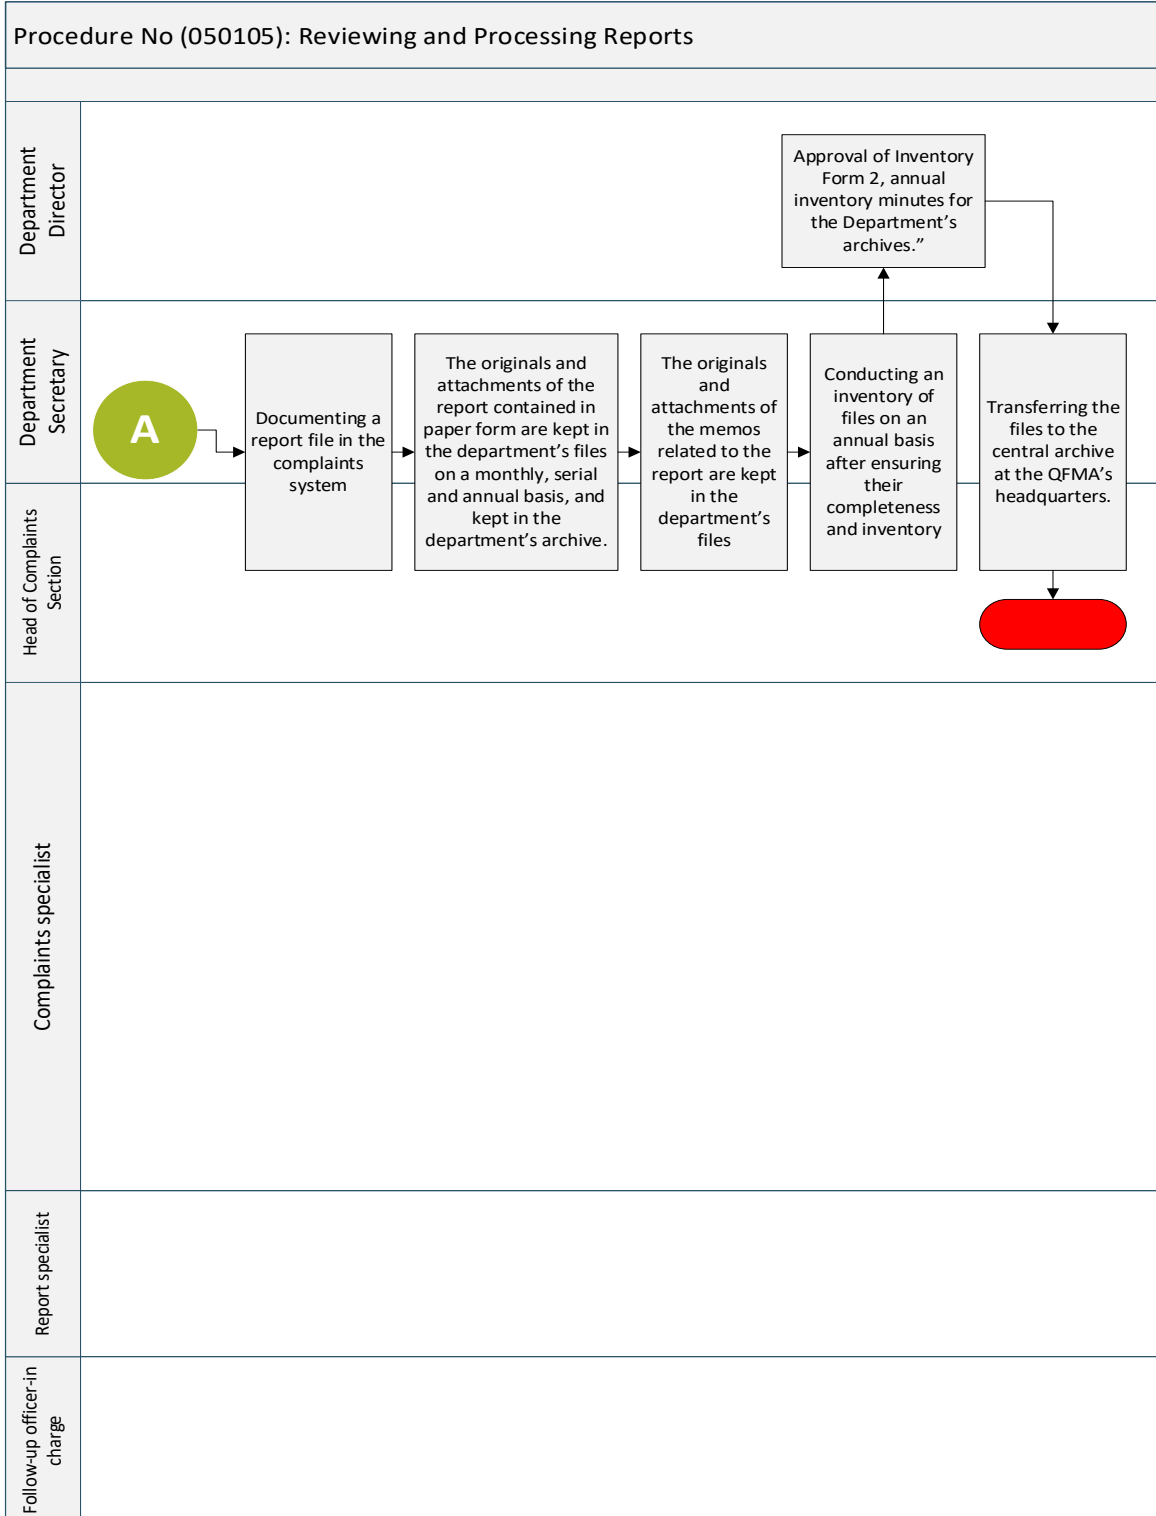 Procedure No (050105): Reviewing and Processing Reports
Department
Director
Approval of Inventory
Form 2, annual
inventory minutes for
the Department’s
archives.”
Department
Secretary
A
Documenting a
report file in the
complaints
system
The originals and
attachments of the
report contained in
paper form are kept in
the department’s files
on a monthly, serial
and annual basis, and
kept in the
department’s archive.
The originals
and
attachments of
the memos
related to the
report are kept
in the
department’s
files
Conducting an
inventory of
files on an
annual basis
after ensuring
their
completeness
and inventory
Transferring the
files to the
central archive
at the QFMA’s
headquarters.
Head of Complaints
Section
Complaints specialist
Report specialist
Follow-up officer-in
charge